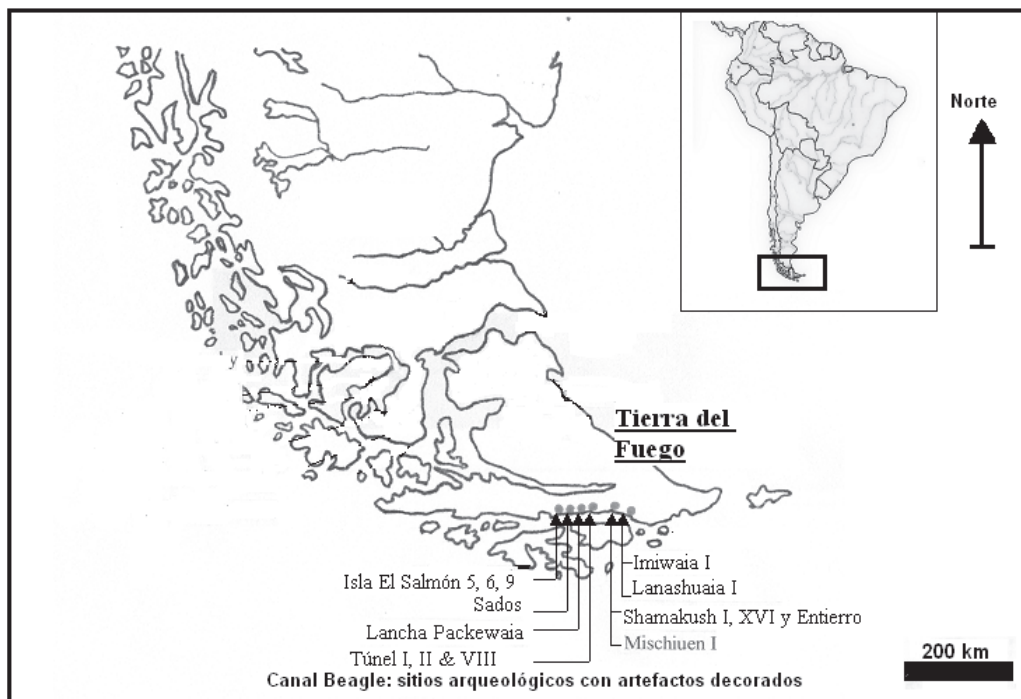 Norte
Tierra del
Fuego
Imiwaia I
Isla El Salmón 5, 6, 9
Lanashuaia I
Sados
Shamakush I, XVI y Entierro
Lancha Packewaia
Mischiuen I
Túnel I, II & VIII
200 km
Canal Beagle: sitios arqueológicos con artefactos decorados